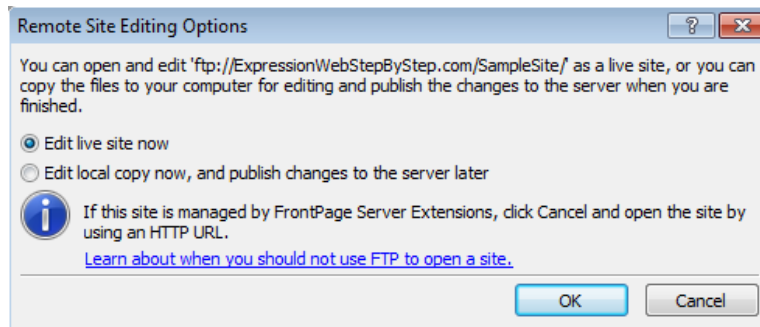 Remote Site Editing Options
You can open and edit 'ftp://ExpressionWebStepByStep.com/SampleSite/' as a live site, or you can
copy the files to your computer for editing and publish the changes to the server when you are
finished.
Edit live site now
Edit local copy now, and publish changes to the server later
If this site is managed by FrontPage Server Extensions, click Cancel and open the site by
using an HTTP URL.
Learn about when you should not use FTP to open a site.
OK
Cancel